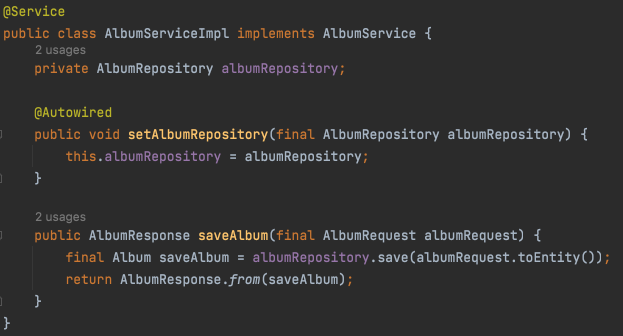 @Service
public class AlbumServiceImpl implements AlbumService {
2 usages
private AlbumRepository albumRepository;
@Autowired
public void setAlbumRepository(final AlbumRepository albumRepository) {
this.albumRepository = albumRepository;
}
2 usages
public AlbumResponse saveAlbum(final AlbumRequest albumRequest) {
final Album saveAlbum = albumRepository.save(albumRequest.toEntity());
return AlbumResponse.from(saveAlbum);
}
}